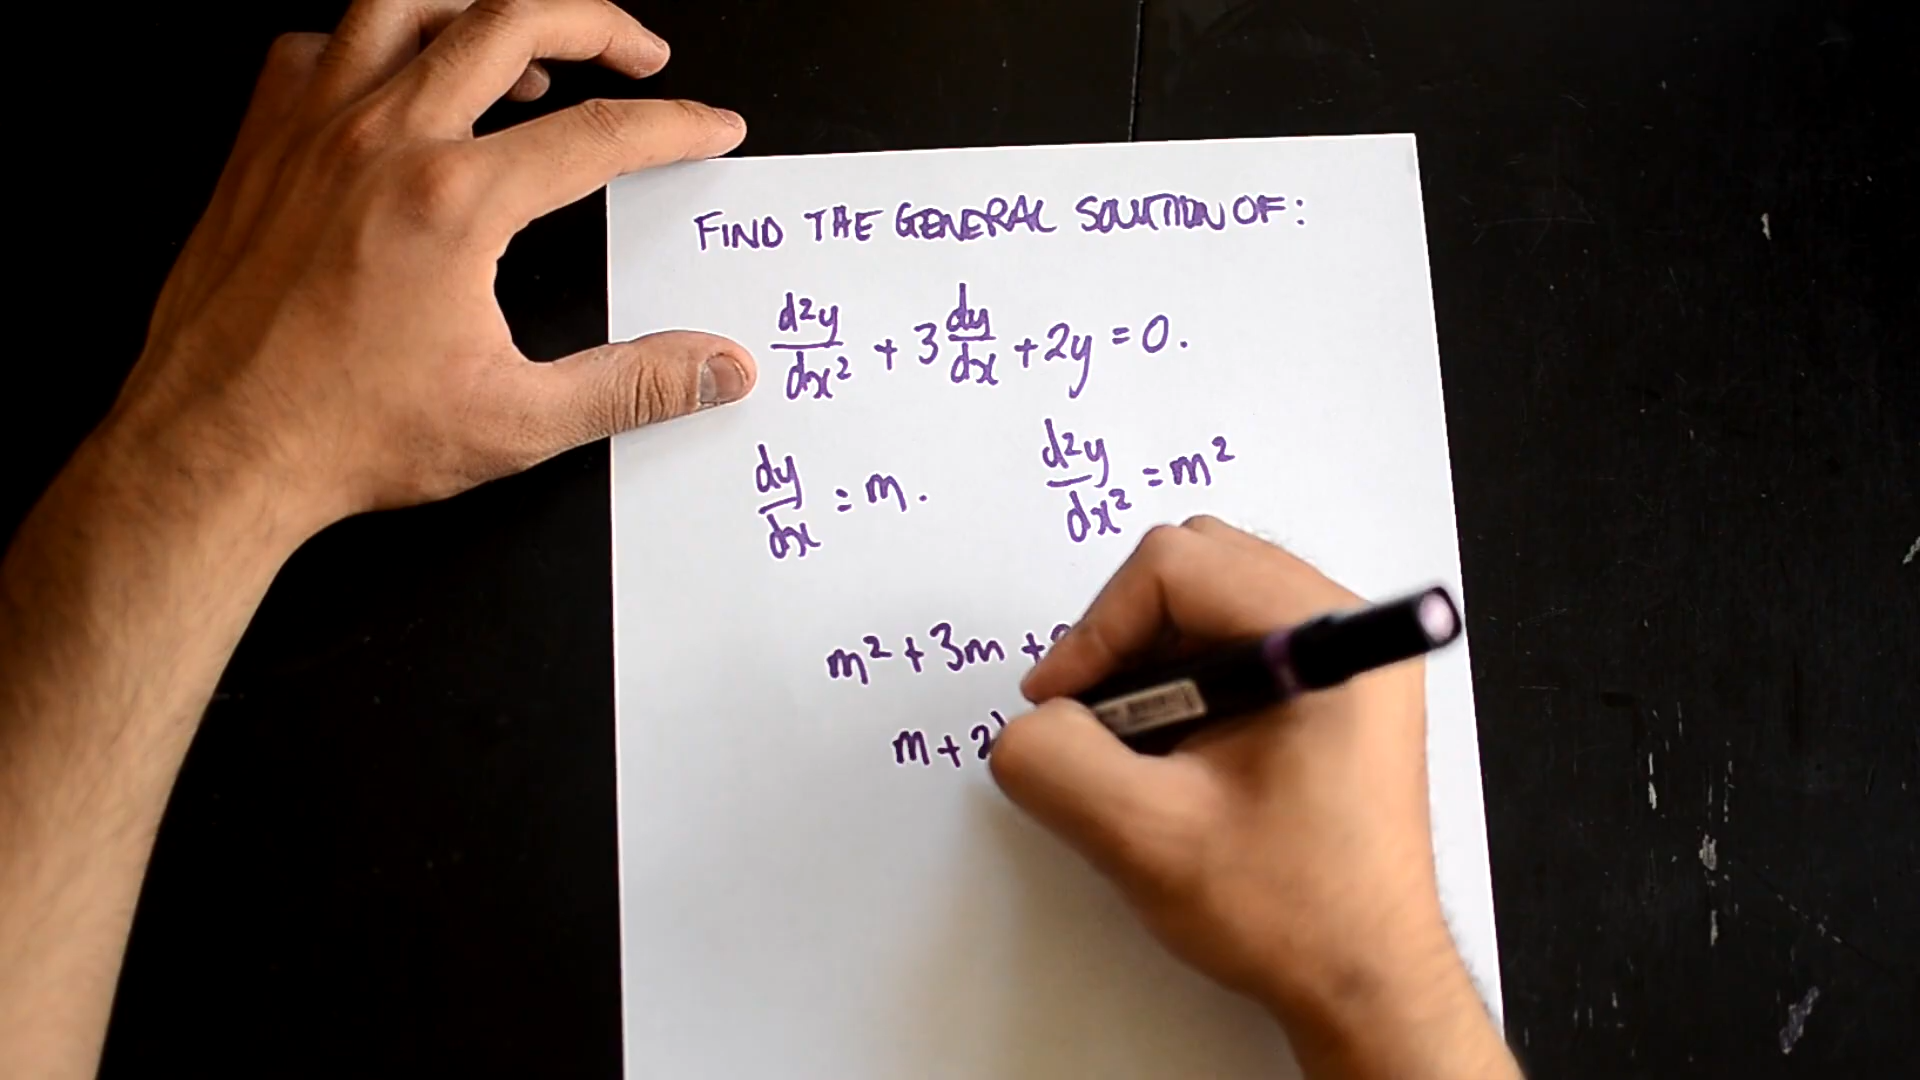 FIND THE GENERAL SOLUTION OF:
d²y/dx² + 3 dy/dx + 2y = 0.
dy/dx = m. d²y/dx² = m²
m² + 3m +
m + 2)